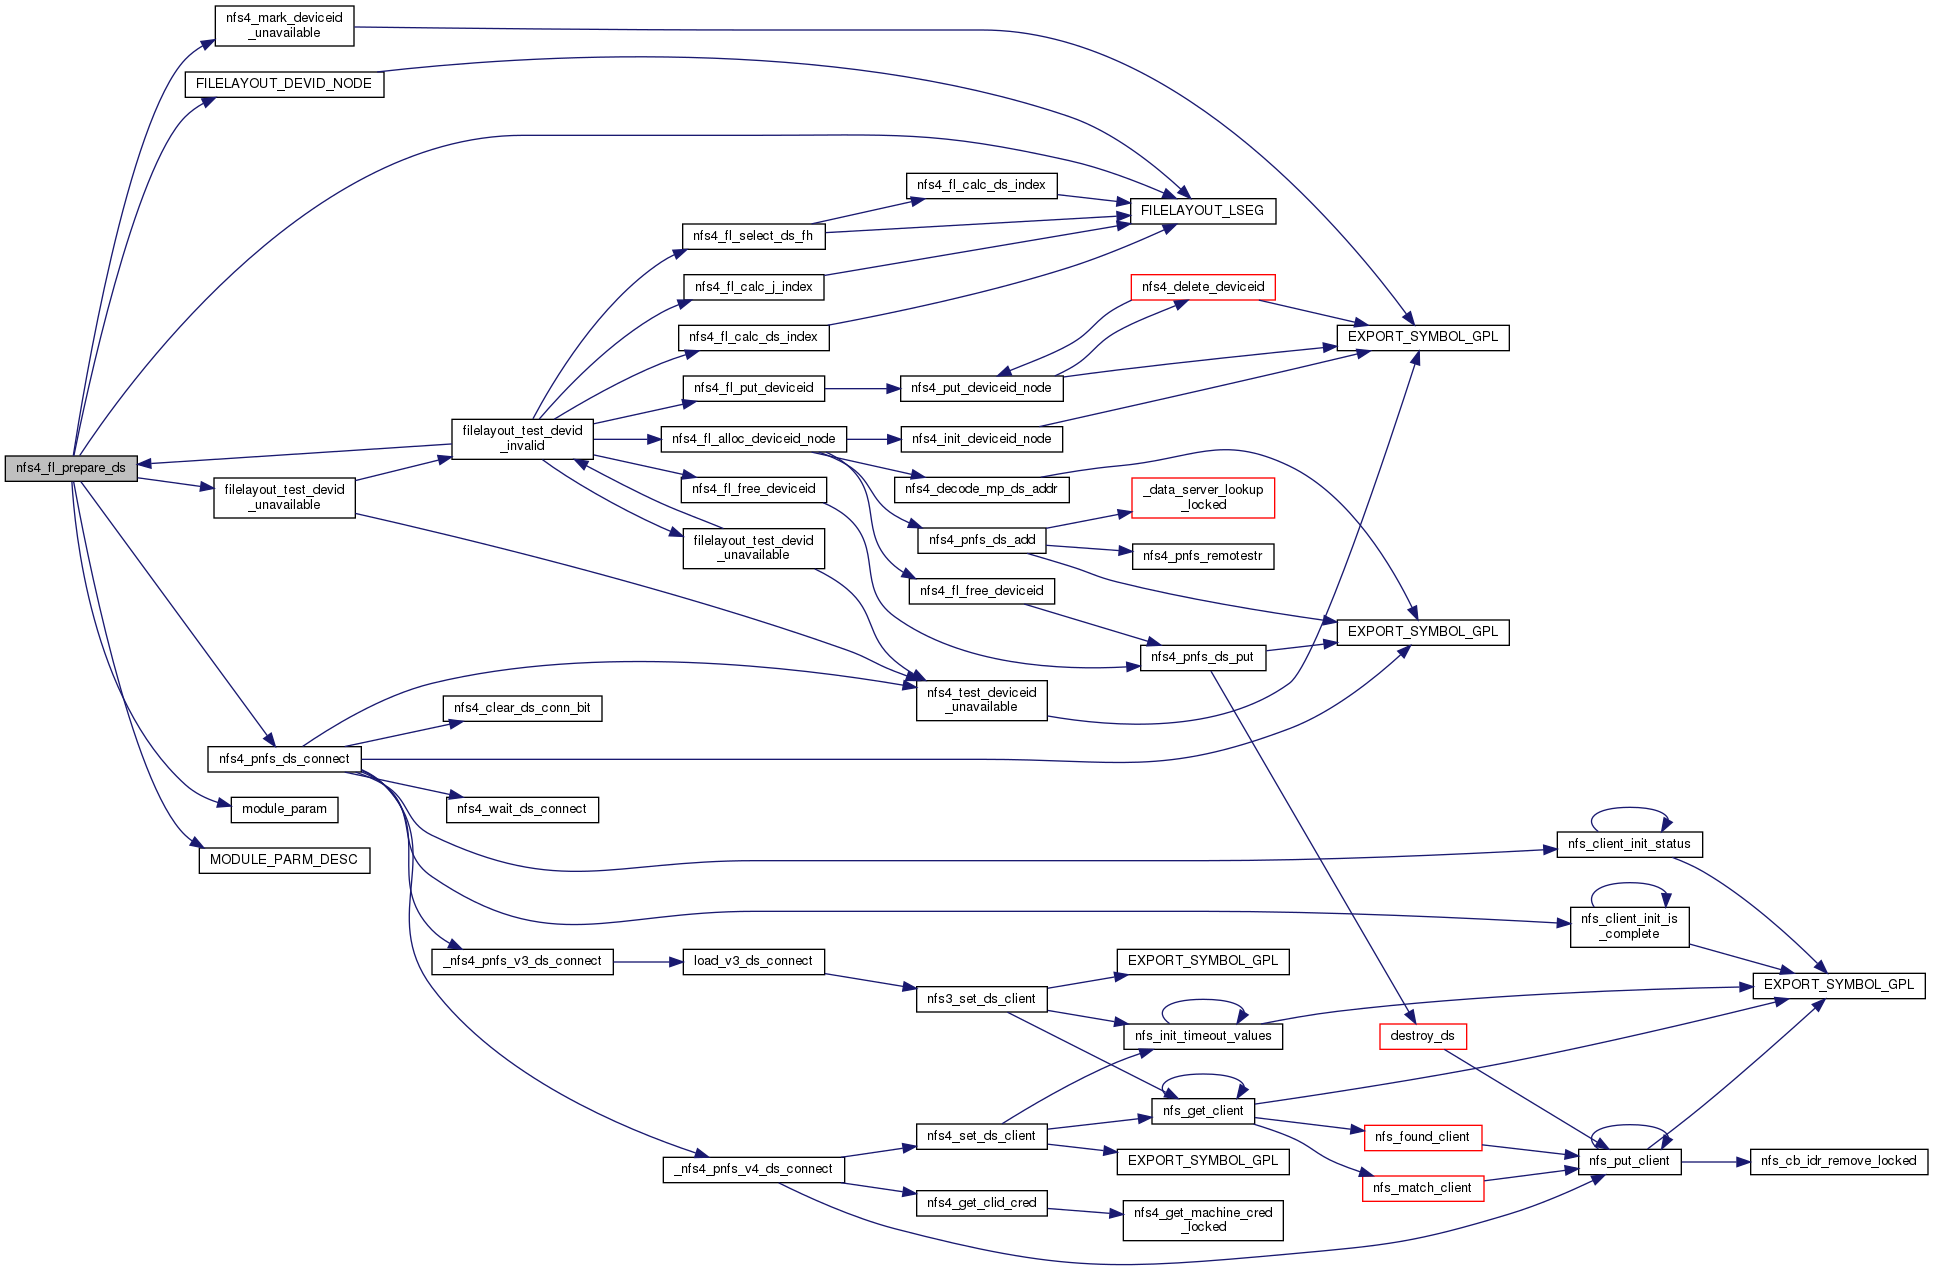 nfs4_mark_deviceid
_unavailable
FILELAYOUT_DEVID_NODE
nfs4_fl_calc_ds_index
FILELAYOUT_LSEG
nfs4_fl_select_ds_fh
nfs4_fl_calc_j_index
nfs4_delete_deviceid
nfs4_fl_calc_ds_index
EXPORT_SYMBOL_GPL
nfs4_fl_put_deviceid
nfs4_put_deviceid_node
filelayout_test_devid
_invalid
nfs4_fl_alloc_deviceid_node
nfs4_init_deviceid_node
nfs4_fl_prepare_ds
filelayout_test_devid
_unavailable
nfs4_fl_free_deviceid
nfs4_decode_mp_ds_addr
_data_server_lookup
_locked
filelayout_test_devid
_unavailable
nfs4_pnfs_ds_add
nfs4_pnfs_remotestr
nfs4_fl_free_deviceid
EXPORT_SYMBOL_GPL
nfs4_pnfs_ds_put
nfs4_test_deviceid
_unavailable
nfs4_clear_ds_conn_bit
nfs4_pnfs_ds_connect
module_param
nfs4_wait_ds_connect
MODULE_PARM_DESC
nfs_client_init_status
nfs_client_init_is
_complete
_nfs4_pnfs_v3_ds_connect
load_v3_ds_connect
EXPORT_SYMBOL_GPL
EXPORT_SYMBOL_GPL
nfs3_set_ds_client
nfs_init_timeout_values
destroy_ds
nfs_get_client
nfs4_set_ds_client
nfs_found_client
EXPORT_SYMBOL_GPL
nfs_put_client
nfs_cb_idr_remove_locked
_nfs4_pnfs_v4_ds_connect
nfs_match_client
nfs4_get_clid_cred
nfs4_get_machine_cred
_locked